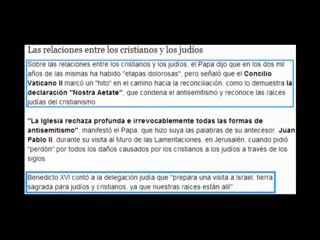 Las relaciones entre los cristianos y los judíos
Sobre las relaciones entre los cristianos y los judíos, el Papa dijo que en los dos mil
años de las mismas ha habido "etapas dolorosas", pero señaló que el Concilio
Vaticano II marcó un "hito" en el camino hacia la reconciliación, como lo demuestra la
declaración "Nostra Aetate", que condena el antisemitismo y reconoce las raíces
judías del cristianismo
"La Iglesia rechaza profunda e irrevocablemente todas las formas de
antisemitismo", manifestó el Papa, que hizo suya las palabras de su antecesor, Juan
Pablo II, durante su visita al Muro de las Lamentaciones, en Jerusalén, cuando pidió
"perdón" por todos los daños causados por los cristianos a los judíos a través de los
siglos
Benedicto XVI contó a la delegación judía que "prepara una visita a Israel, tierra
sagrada para judíos y cristianos, ya que nuestras raíces están allí"